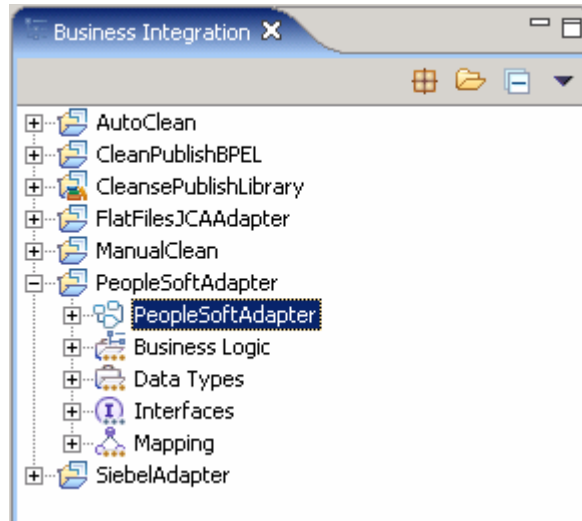 Business Integration
AutoClean
CleanPublishBPEL
CleansePublishLibrary
FlatFilesJCAAdapter
ManualClean
PeopleSoftAdapter
PeopleSoftAdapter
Business Logic
Data Types
Interfaces
Mapping
SiebelAdapter